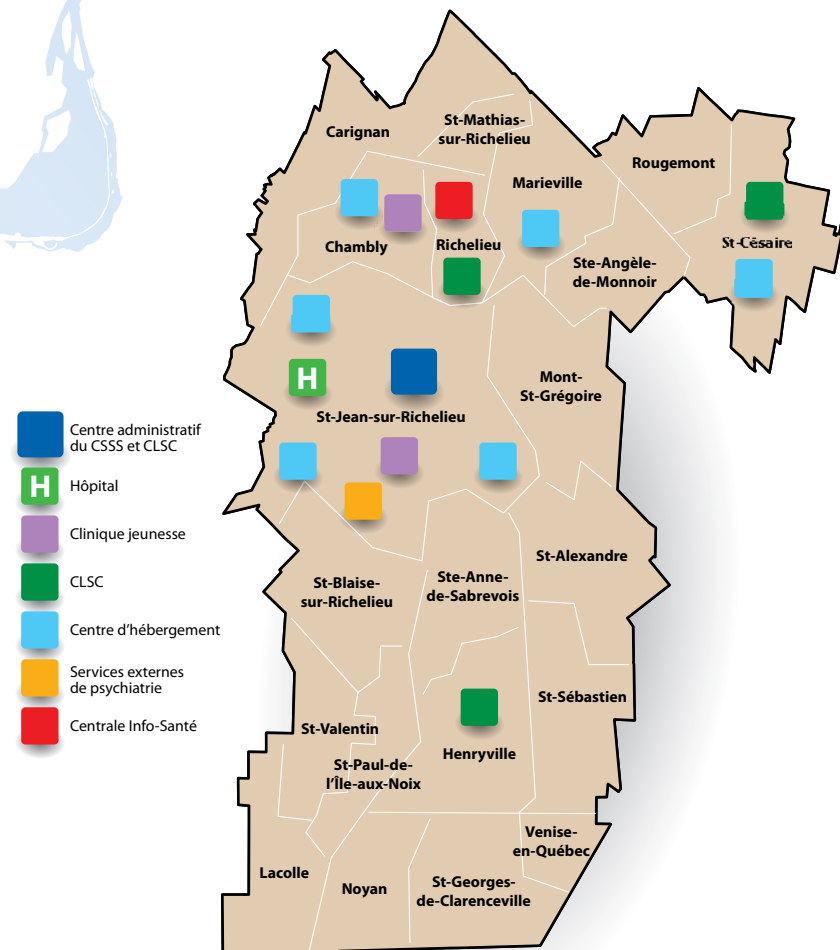 Carignan
St-Mathias-
sur-Richelieu
Rougemont
Marieville
St-Césaire
Chambly
Richelieu
Ste-Angèle-
de-Monnoir
H
Mont-
St-Grégoire
St-Jean-sur-Richelieu
Centre administratif
du CSSS et CLSC
H
Hôpital
Clinique jeunesse
CLSC
Centre d'hébergement
Services externes
de psychiatrie
Centrale Info-Santé
St-Alexandre
St-Blaise-
sur-Richelieu
Ste-Anne-
de-Sabrevois
St-Sébastien
St-Valentin
Henryville
St-Paul-de-
l'Île-aux-Noix
Venise-
en-Québec
Lacolle
Noyan
St-Georges-
de-Clarenceville